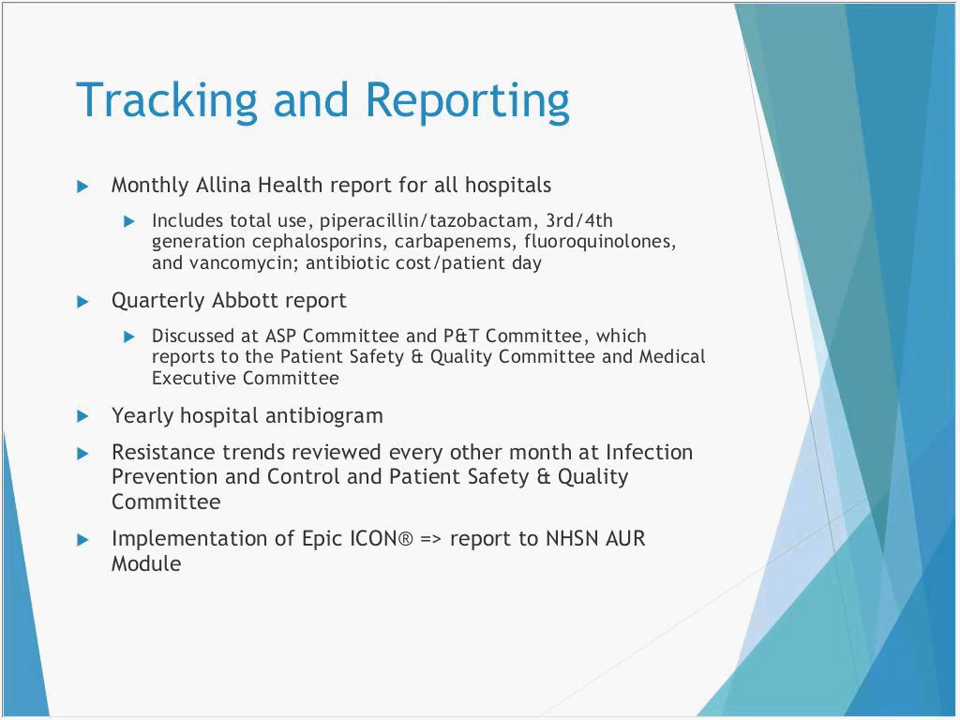 Tracking and Reporting
Monthly Allina Health report for all hospitals
Includes total use, piperacillin/tazobactam, 3rd/4th
generation cephalosporins, carbapenems, fluoroquinolones,
and vancomycin; antibiotic cost/patient day
Quarterly Abbott report
Discussed at ASP Committee and P&T Committee, which
reports to the Patient Safety & Quality Committee and Medical
Executive Committee
Yearly hospital antibiogram
Resistance trends reviewed every other month at Infection
Prevention and Control and Patient Safety & Quality
Committee
Implementation of Epic ICON® => report to NHSN AUR
Module